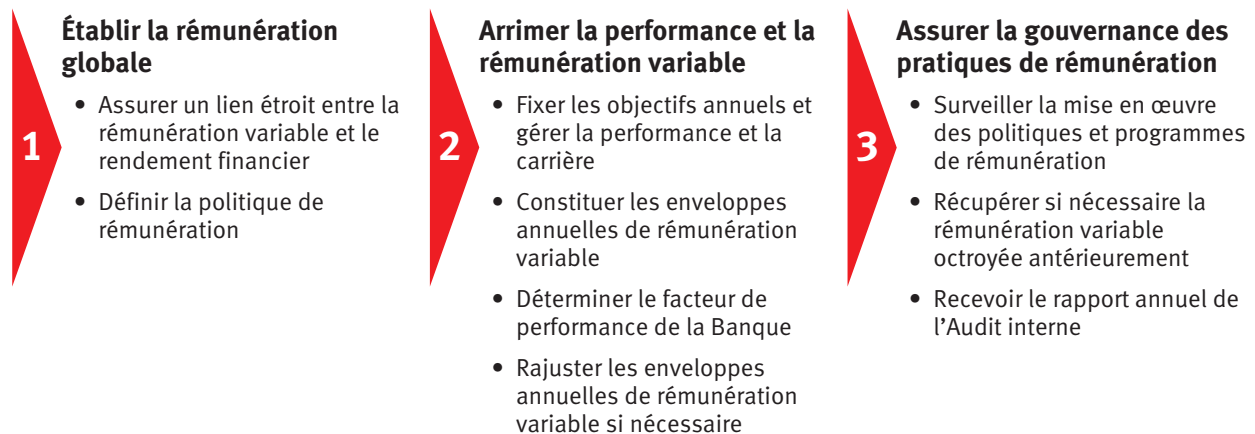 1
Établir la rémunération
globale
• Assurer un lien étroit entre la
rémunération variable et le
rendement financier
• Définir la politique de
rémunération
2
Arrimer la performance et la
rémunération variable
• Fixer les objectifs annuels et
gérer la performance et la
carrière
• Constituer les enveloppes
annuelles de rémunération
variable
• Déterminer le facteur de
performance de la Banque
• Rajuster les enveloppes
annuelles de rémunération
variable si nécessaire
3
Assurer la gouvernance des
pratiques de rémunération
• Surveiller la mise en œuvre
des politiques et programmes
de rémunération
• Récupérer si nécessaire la
rémunération variable
octroyée antérieurement
• Recevoir le rapport annuel de
l’Audit interne